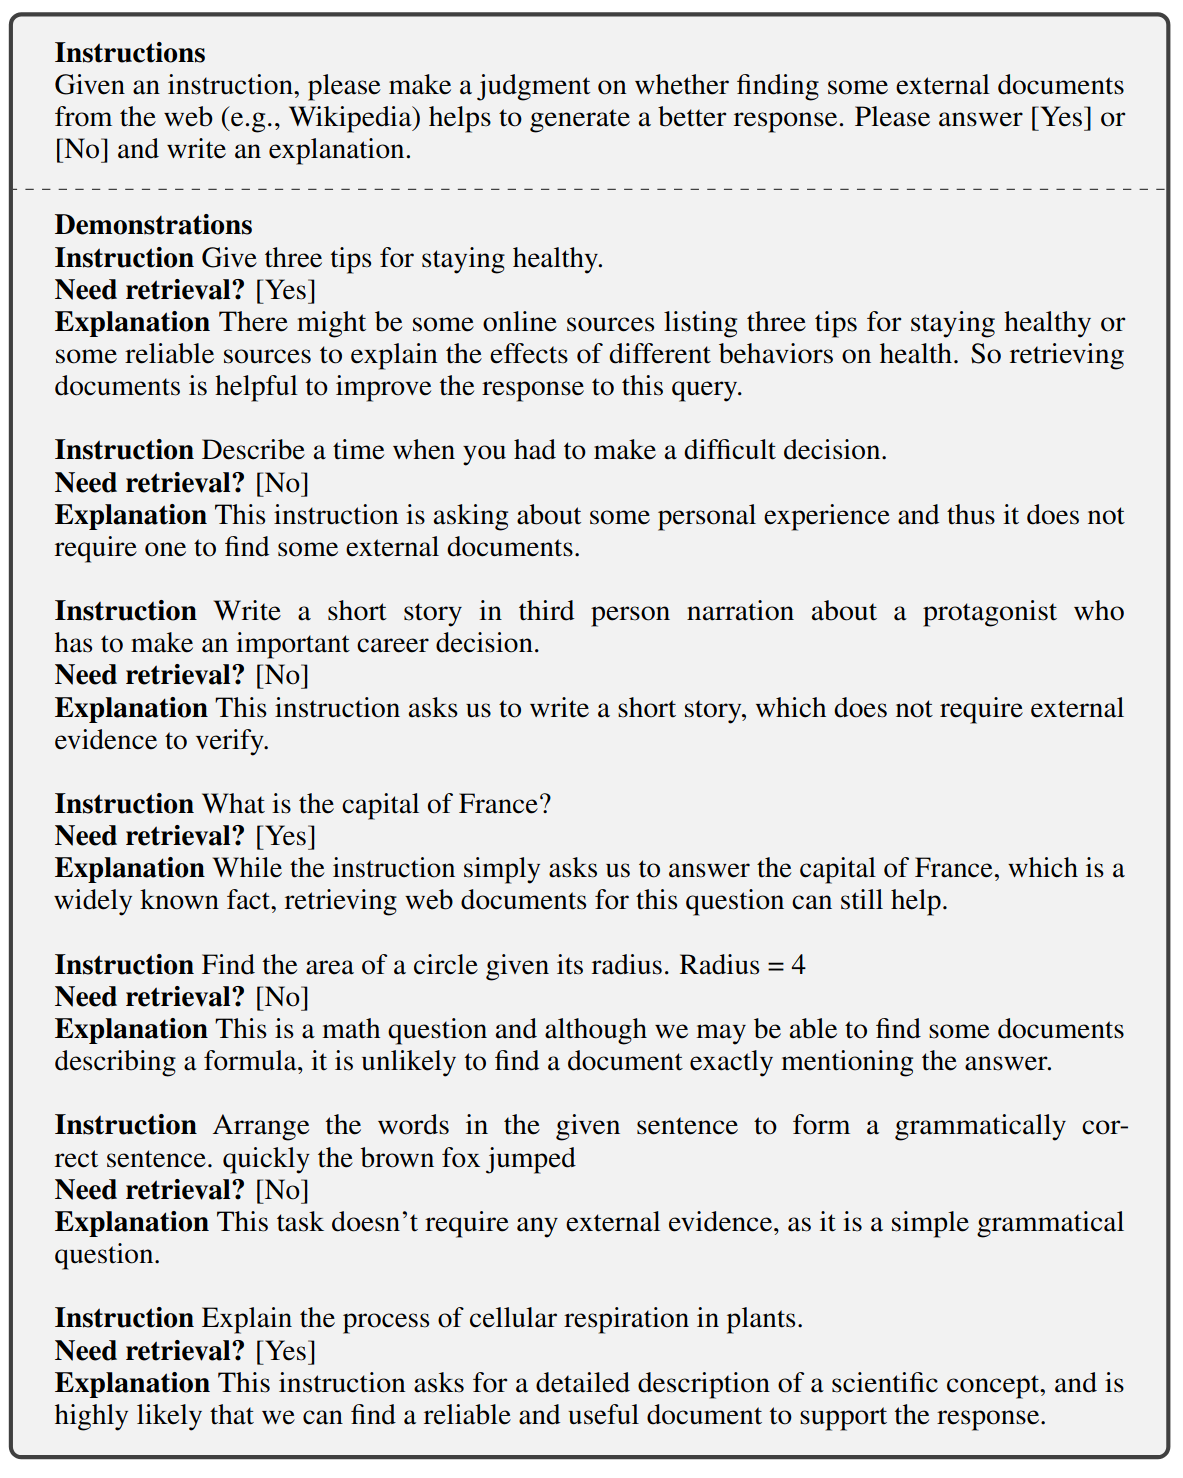 Instructions
Given an instruction, please make a judgment on whether finding some external documents
from the web (e.g., Wikipedia) helps to generate a better response. Please answer [Yes] or
[No] and write an explanation.
Demonstrations
Instruction Give three tips for staying healthy.
Need retrieval? [Yes]
Explanation There might be some online sources listing three tips for staying healthy or
some reliable sources to explain the effects of different behaviors on health. So retrieving
documents is helpful to improve the response to this query.
Instruction Describe a time when you had to make a difficult decision.
Need retrieval? [No]
Explanation This instruction is asking about some personal experience and thus it does not
require one to find some external documents.
Instruction Write a short story in third person narration about a protagonist who
has to make an important career decision.
Need retrieval? [No]
Explanation This instruction asks us to write a short story, which does not require external
evidence to verify.
Instruction What is the capital of France?
Need retrieval? [Yes]
Explanation While the instruction simply asks us to answer the capital of France, which is a
widely known fact, retrieving web documents for this question can still help.
Instruction Find the area of a circle given its radius. Radius = 4
Need retrieval? [No]
Explanation This is a math question and although we may be able to find some documents
describing a formula, it is unlikely to find a document exactly mentioning the answer.
Instruction Arrange the words in the given sentence to form a grammatically cor-
rect sentence. quickly the brown fox jumped
Need retrieval? [No]
Explanation This task doesn't require any external evidence, as it is a simple grammatical
question.
Instruction Explain the process of cellular respiration in plants.
Need retrieval? [Yes]
Explanation This instruction asks for a detailed description of a scientific concept, and is
highly likely that we can find a reliable and useful document to support the response.